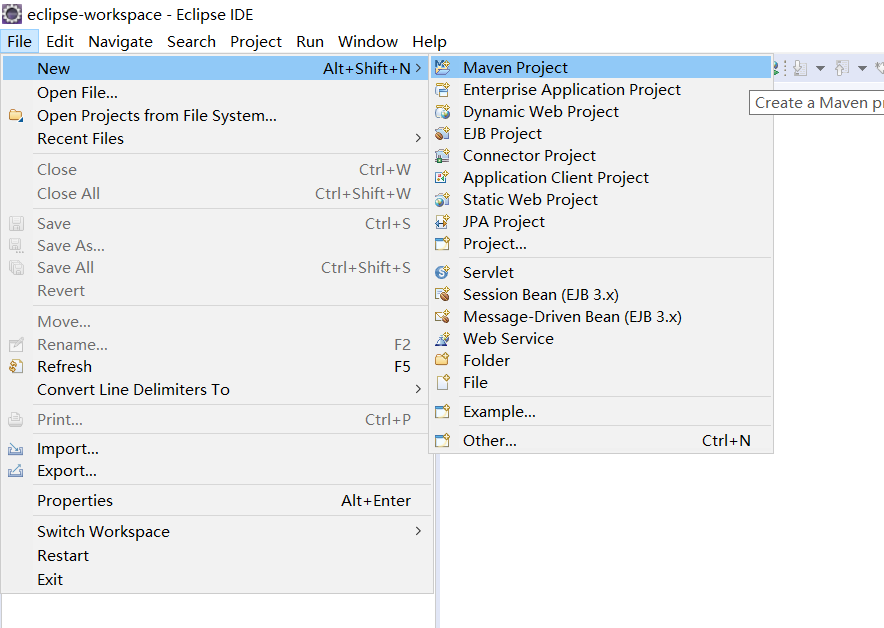 eclipse-workspace - Eclipse IDE
File Edit Navigate Search Project Run Window Help
New Alt+Shift+N
Open File...
Open Projects from File System...
Recent Files
Close Ctrl+W
Close All Ctrl+Shift+W
Save Ctrl+S
Save As...
Save All Ctrl+Shift+S
Revert
Move...
Rename... F2
Refresh F5
Convert Line Delimiters To
Print... Ctrl+P
Import...
Export...
Properties Alt+Enter
Switch Workspace
Restart
Exit
Maven Project
Enterprise Application Project
Dynamic Web Project
EJB Project
Connector Project
Application Client Project
Static Web Project
JPA Project
Project...
Servlet
Session Bean (EJB 3.x)
Message-Driven Bean (EJB 3.x)
Web Service
Folder
File
Example...
Other... Ctrl+N
Create a Maven